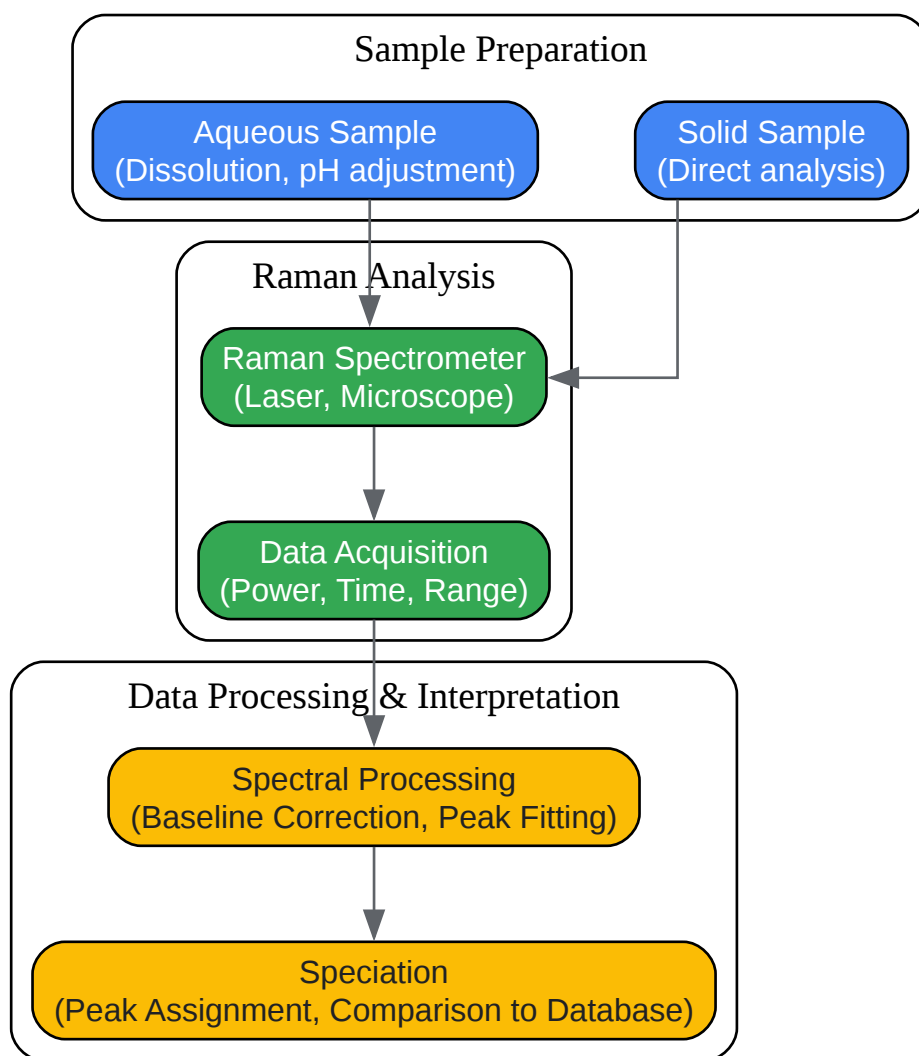 Sample Preparation
Aqueous Sample
(Dissolution, pH adjustment)
Solid Sample
(Direct analysis)
Raman Analysis
Raman Spectrometer
(Laser, Microscope)
Data Acquisition
(Power, Time, Range)
Data Processing & Interpretation
Spectral Processing
(Baseline Correction, Peak Fitting)
Speciation
(Peak Assignment, Comparison to Database)